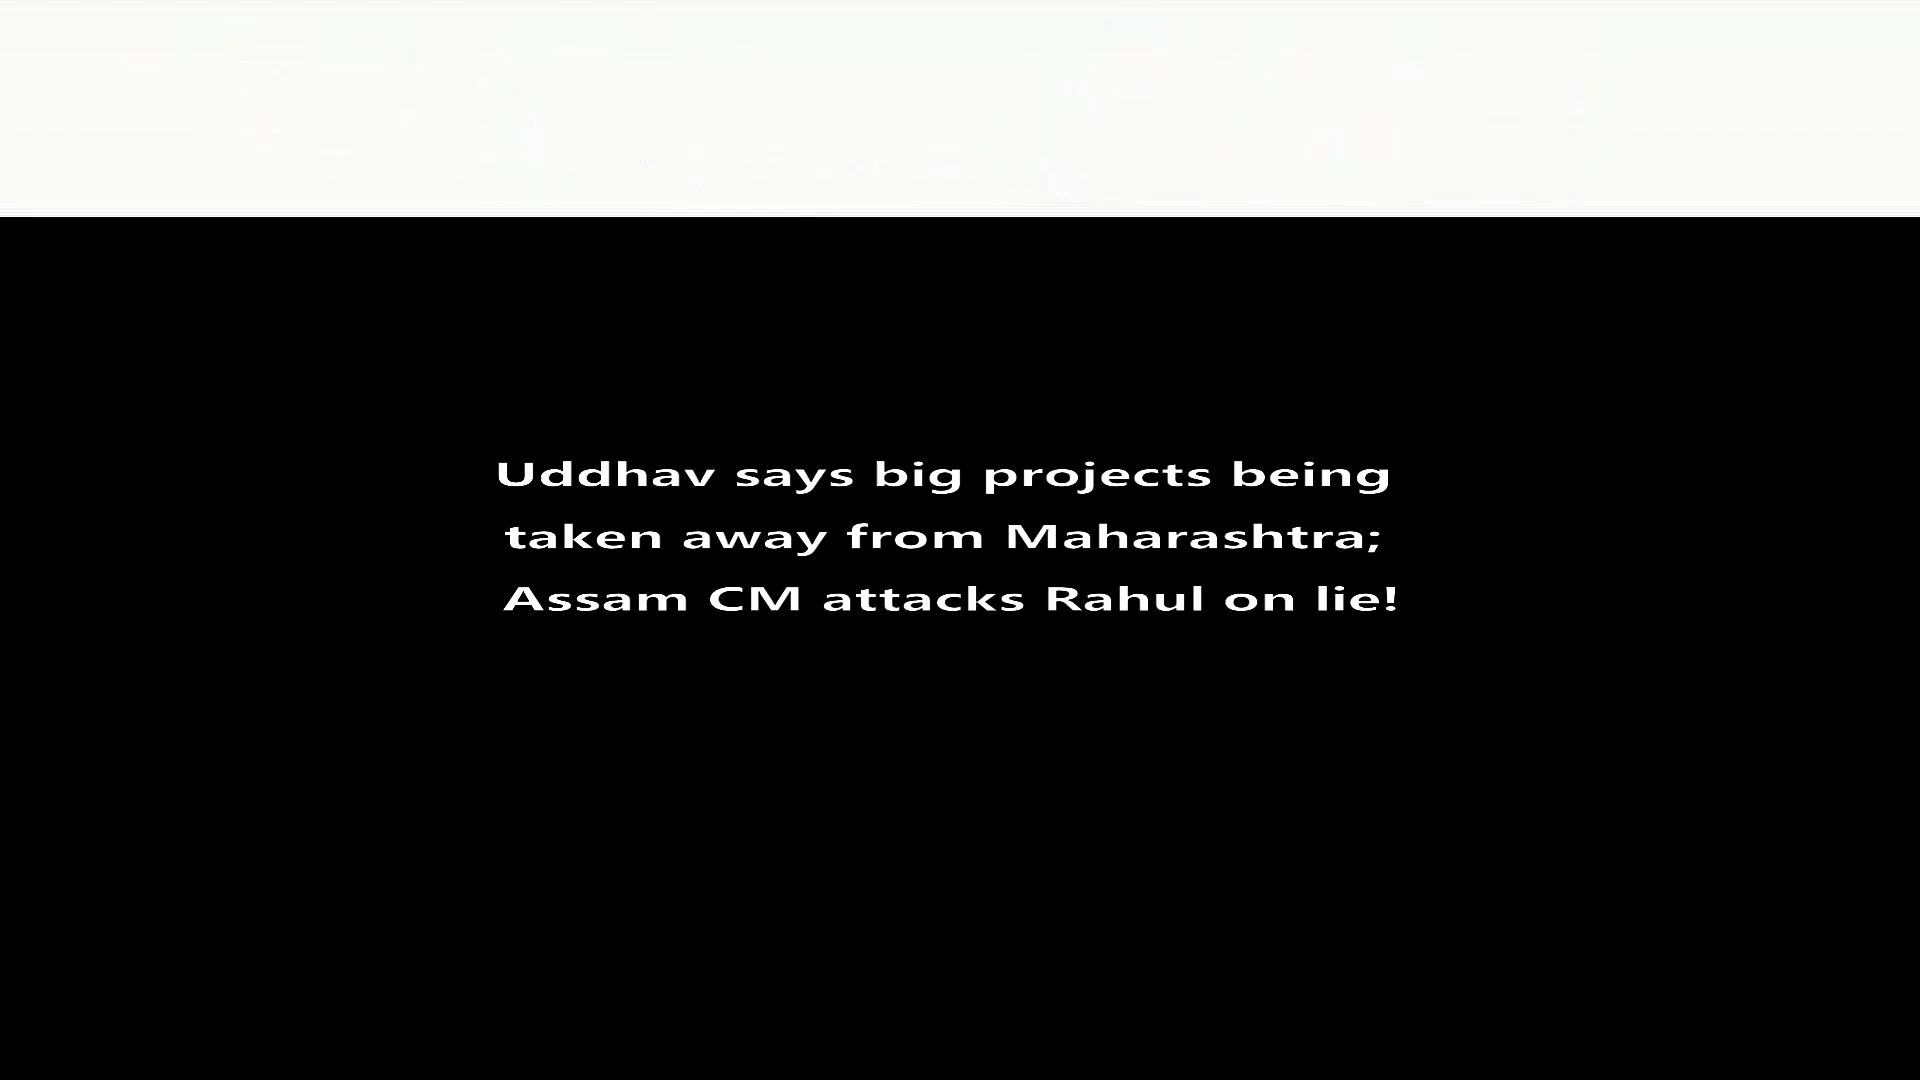 Uddhav says big projects being
taken away from Maharashtra;
Assam CM attacks Rahul on lie!